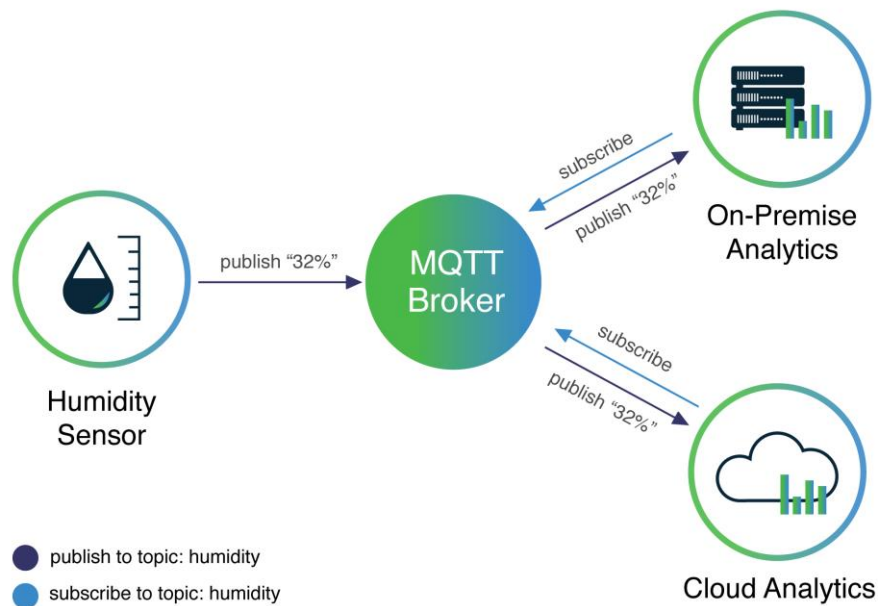 subscribe
publish “32%”
On-Premise
Analytics
publish “32%”
MQTT
Broker
Humidity
Sensor
subscribe
publish “32%”
Cloud Analytics
publish to topic: humidity
subscribe to topic: humidity